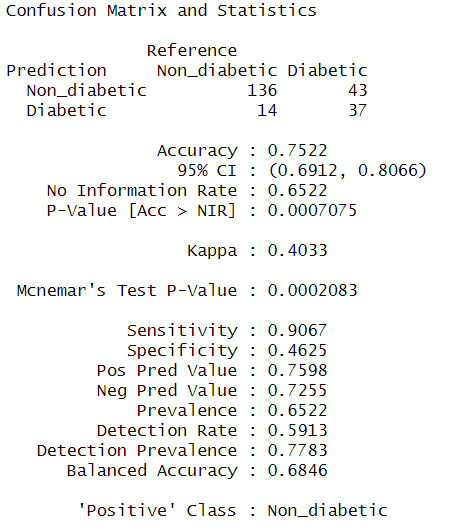 Confusion Matrix and Statistics
Reference
Prediction Non_diabetic Diabetic
Non_diabetic 136 43
Diabetic 14 37
Accuracy : 0.7522
95% CI : (0.6912, 0.8066)
No Information Rate : 0.6522
P-Value [Acc > NIR] : 0.0007075
Kappa : 0.4033
Mcnemar's Test P-Value : 0.0002083
Sensitivity : 0.9067
Specificity : 0.4625
Pos Pred Value : 0.7598
Neg Pred Value : 0.7255
Prevalence : 0.6522
Detection Rate : 0.5913
Detection Prevalence : 0.7783
Balanced Accuracy : 0.6846
'Positive' Class : Non_diabetic